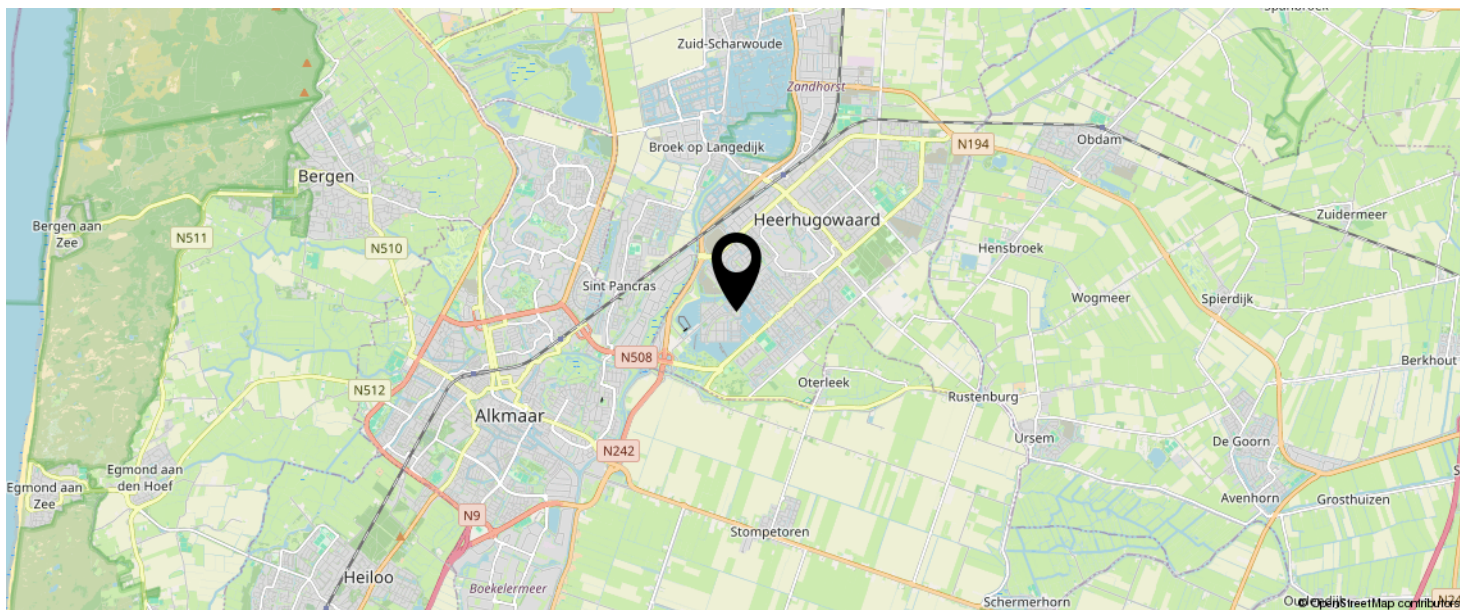 Spanbroek
Zuid-Scharwoude
Zandhorst
Broek op Langedijk
N194
Obdam
Bergen
Bergen aan
Zee
N511
N510
Heerhugowaard
Zuidermeer
Hensbroek
Sint Pancras
Wogmeer
Spierdijk
N508
Berkhout
N512
Oterleek
Rustenburg
Alkmaar
Ursem
De Goorn
N242
Egmond aan
den Hoef
Egmond aan
Zee
Avenhorn
Grosthuizen
N9
Stompetoren
Heiloo
Boekelermeer
Schermerhorn
© OpenStreetMap contributors